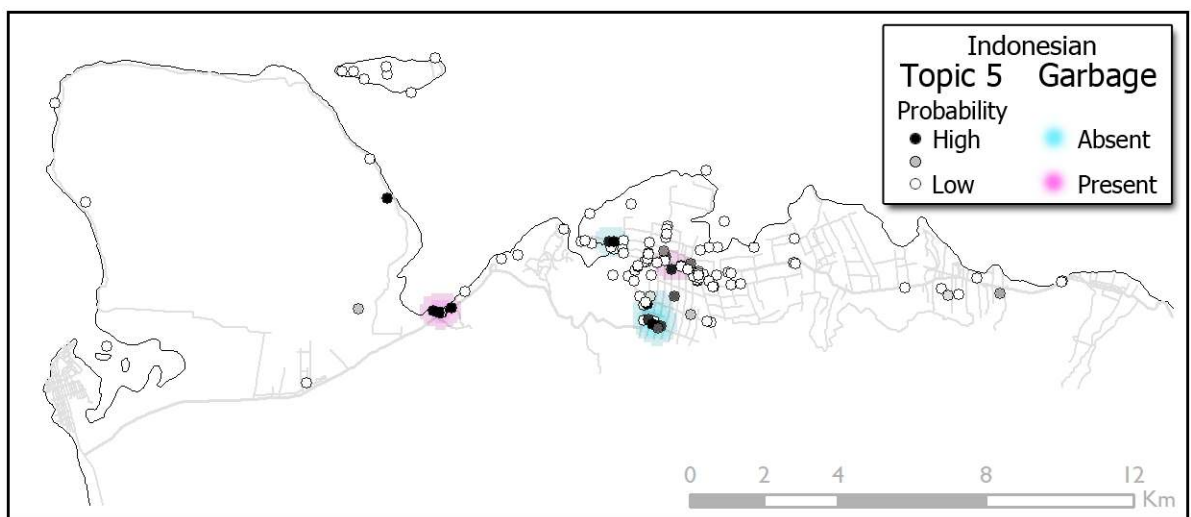 Indonesian
Topic 5 Garbage
Probability
High Absent
Low Present
0 2 4 8 12
Km